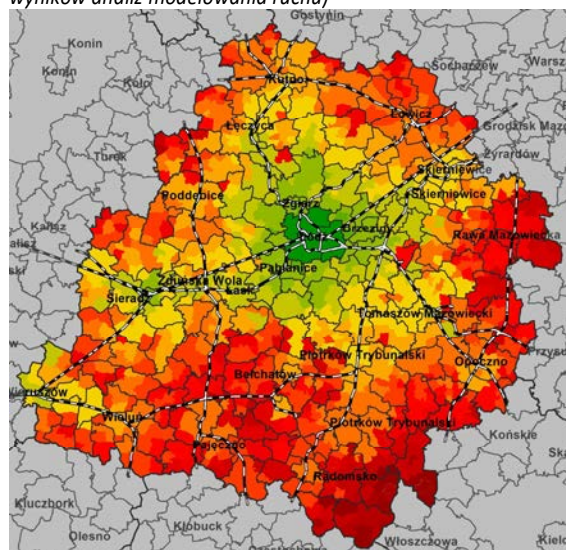 wyników analiz modelowania ruchu)
Gostynin
Konin
Kutno
Sochaczew
Konin
Koło
Łowicz
Łęczyca
Grodzisk Maz
Turek
Żyrardów
Skierniewice
Poddębice
Skierniewice
Zgierz
Brzeziny
Łódź
Rawa Mazowiecka
Kalisz
Pabianice
Zduńska Wola
Łask
Sieradz
Tomaszów Mazowiecki
Piotrków Trybunalski
Opoczno
Przysu
Bełchatów
Wieruszów
Wieluń
Piotrków Trybunalski
Końskie
Pajęczno
Radomsko
Kluczbork
Kłobuck
Olesno
Włoszczowa
Kielc